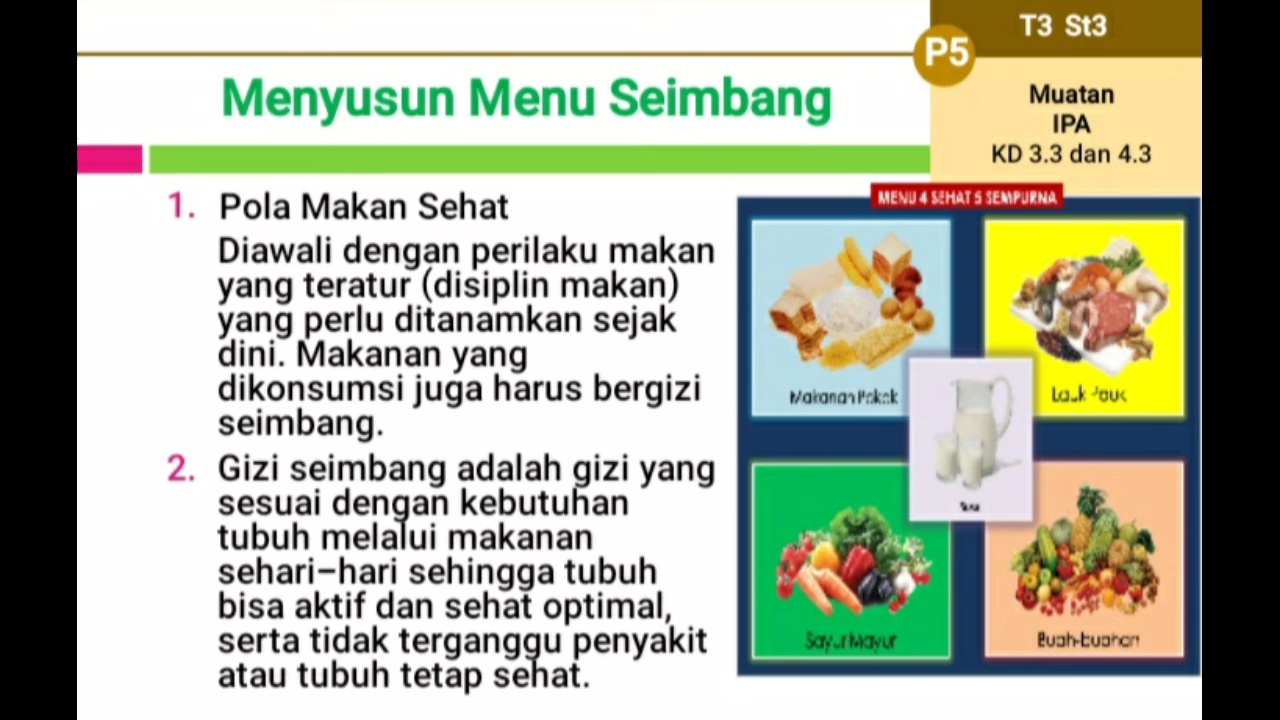 T3 St3
P5
Menyusun Menu Seimbang
Muatan
IPA
KD 3.3 dan 4.3
1. Pola Makan Sehat
Diawali dengan perilaku makan
yang teratur (disiplin makan)
yang perlu ditanamkan sejak
dini. Makanan yang
dikonsumsi juga harus bergizi
seimbang.
2. Gizi seimbang adalah gizi yang
sesuai dengan kebutuhan
tubuh melalui makanan
sehari–hari sehingga tubuh
bisa aktif dan sehat optimal,
serta tidak terganggu penyakit
atau tubuh tetap sehat.
MENU 4 SEHAT 5 SEMPURNA
Makanan Pokok
Lauk Pauk
Sayur Mayur
Buah-buahan